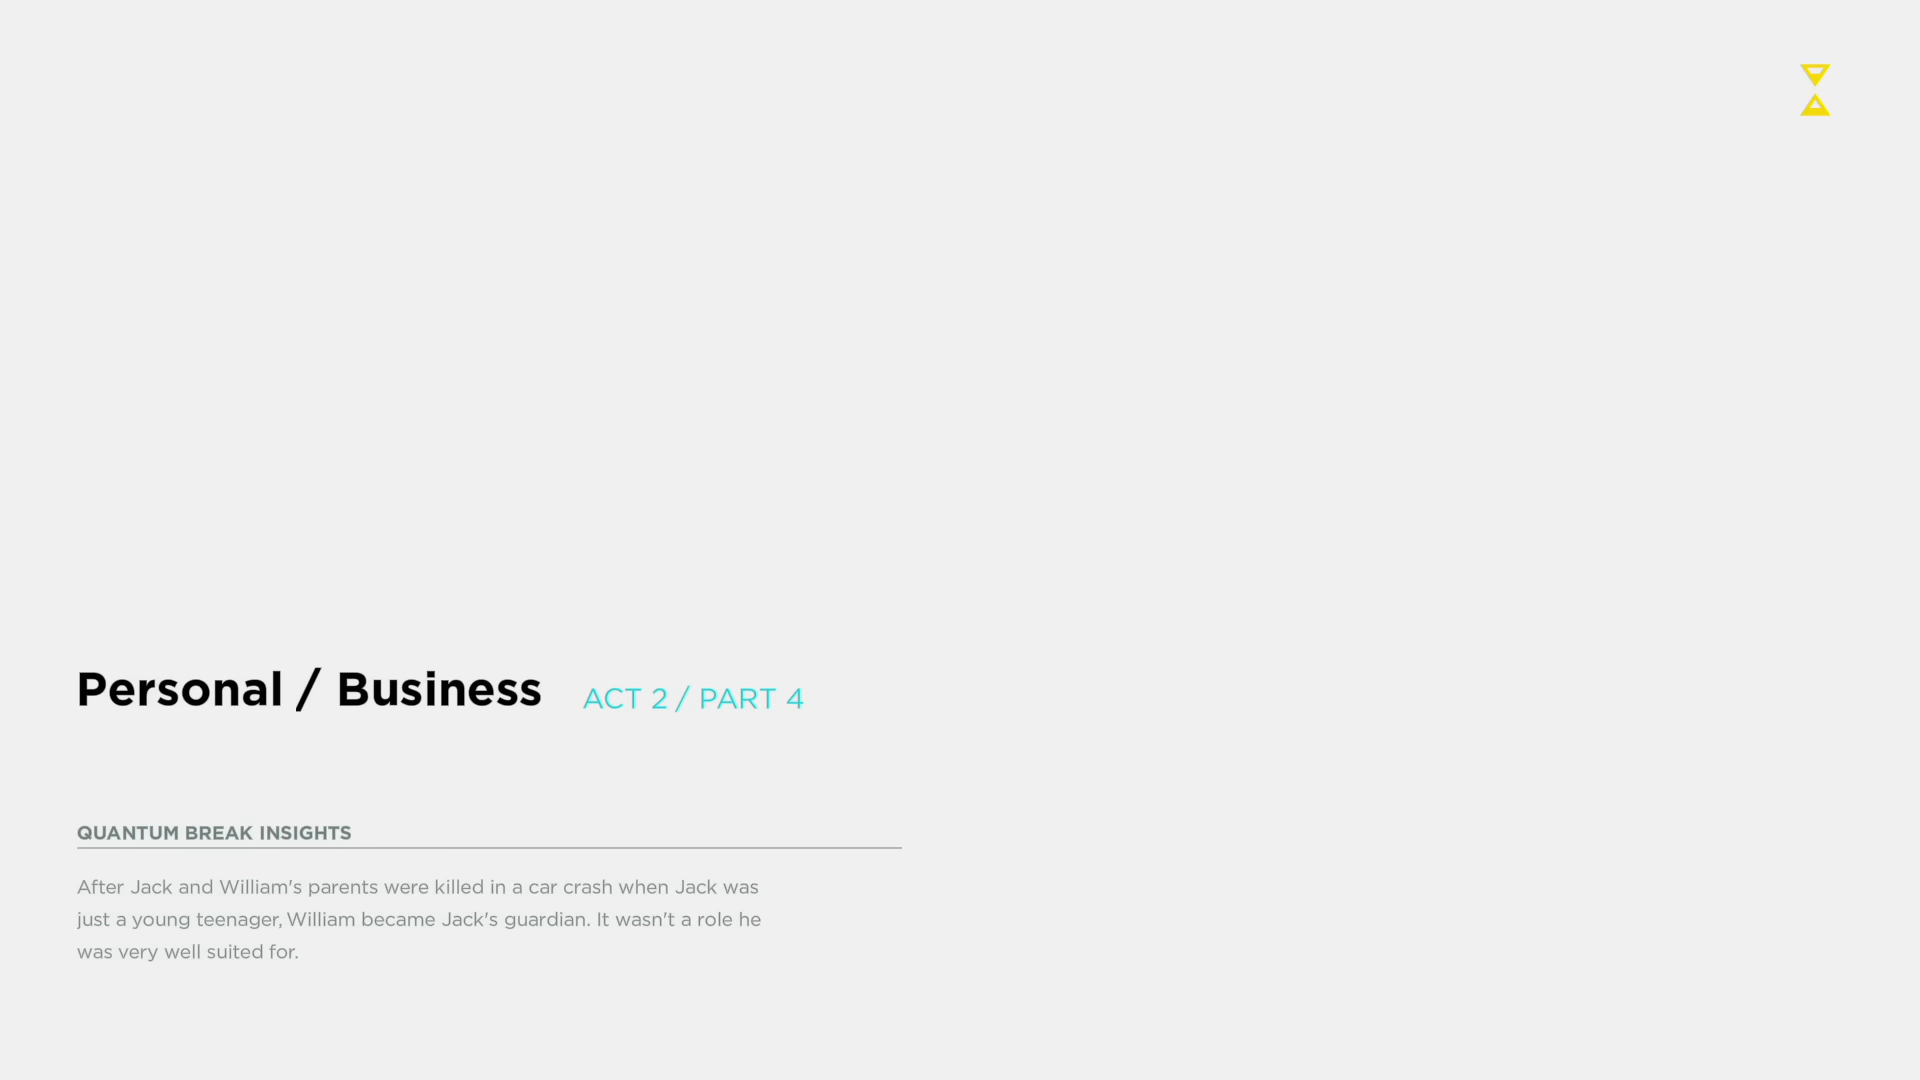 Personal / Business ACT 2 / PART 4
QUANTUM BREAK INSIGHTS
After Jack and William's parents were killed in a car crash when Jack was
just a young teenager, William became Jack's guardian. It wasn't a role he
was very well suited for.